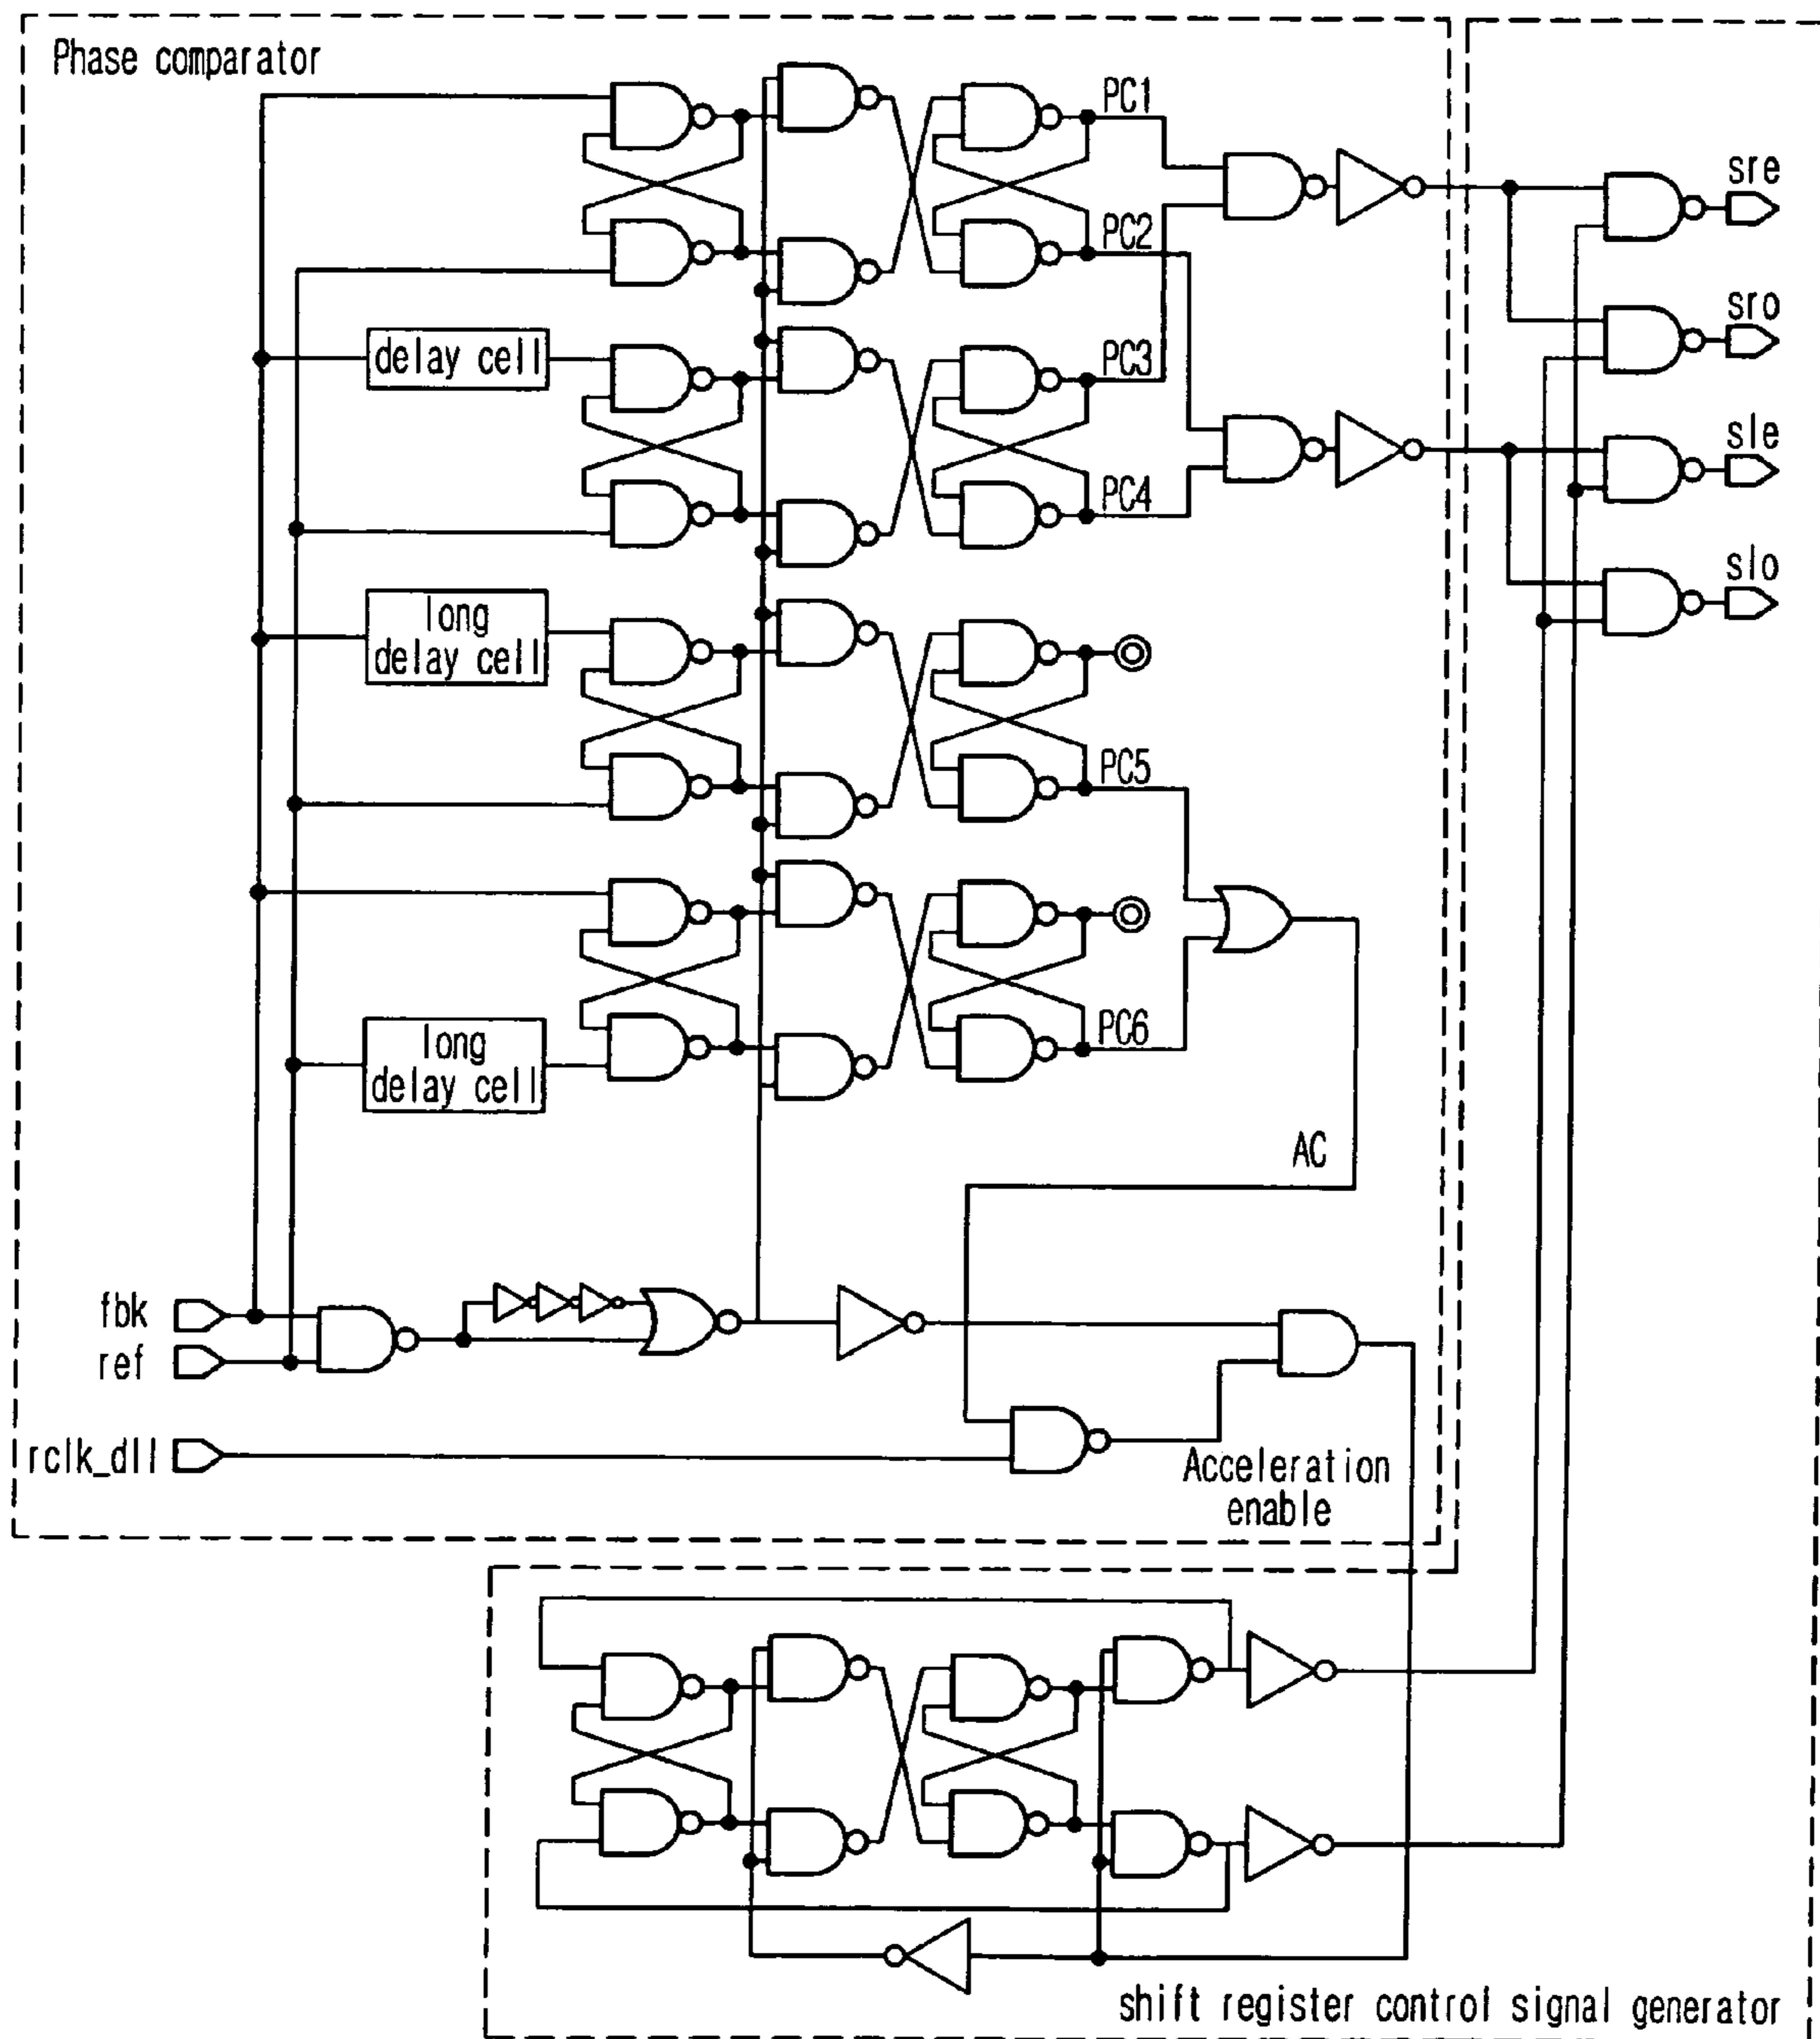 Phase comparator
PC1
sre
PC2
sro
delay cell
PC3
sle
PC4
slo
long
delay cell
PC5
long
delay cell
PC6
AC
fbk
ref
rclk_dll
Acceleration
enable
shift register control signal generator